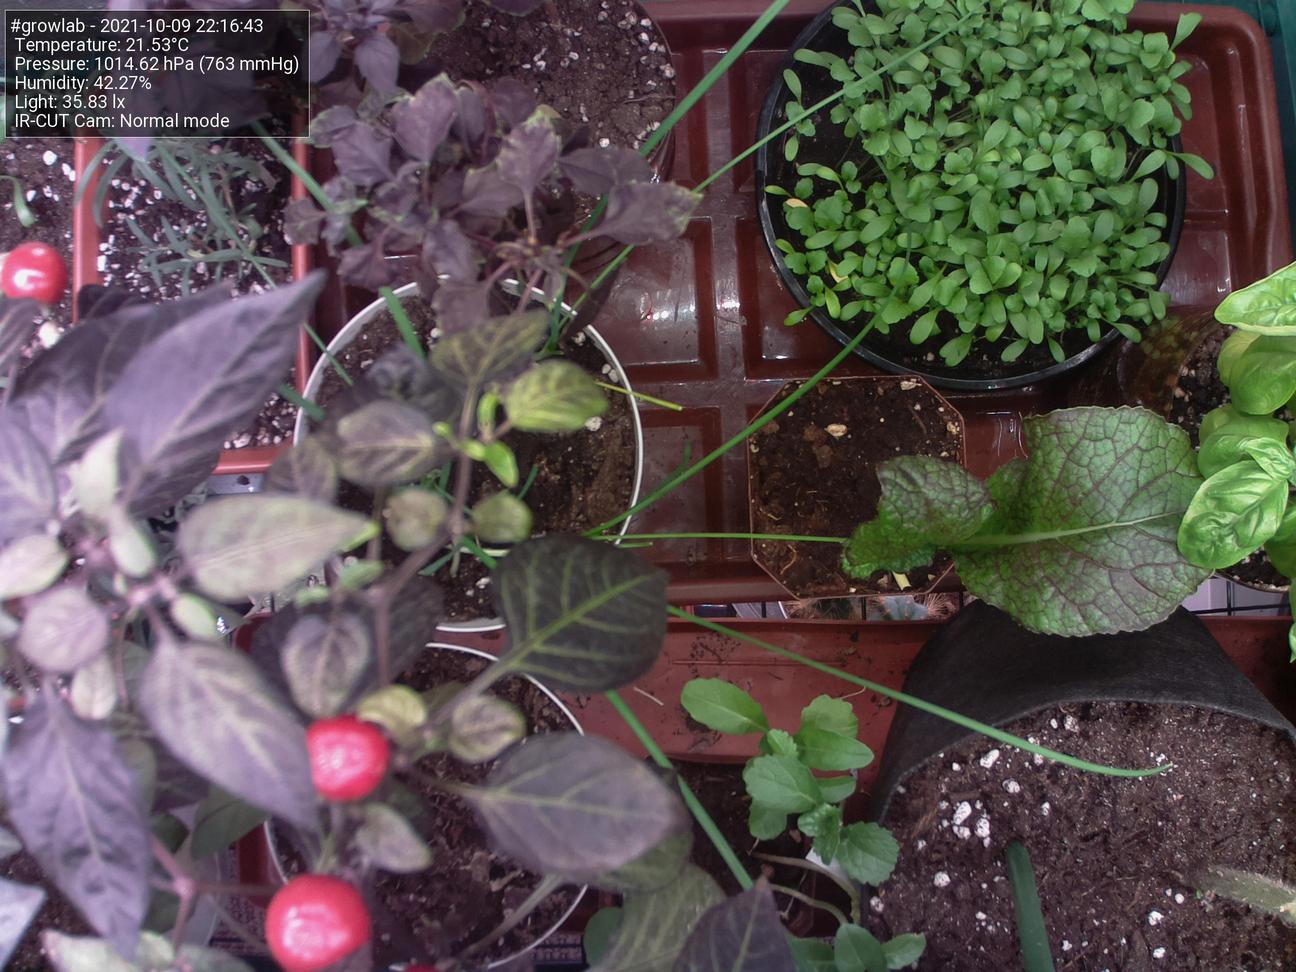 #growlab - 2021-10-09 22:16:43
Temperature: 21.53°C
Pressure: 1014.62 hPa (763 mmHg)
Humidity: 42.27%
Light: 35.83 lx
IR-CUT Cam: Normal mode